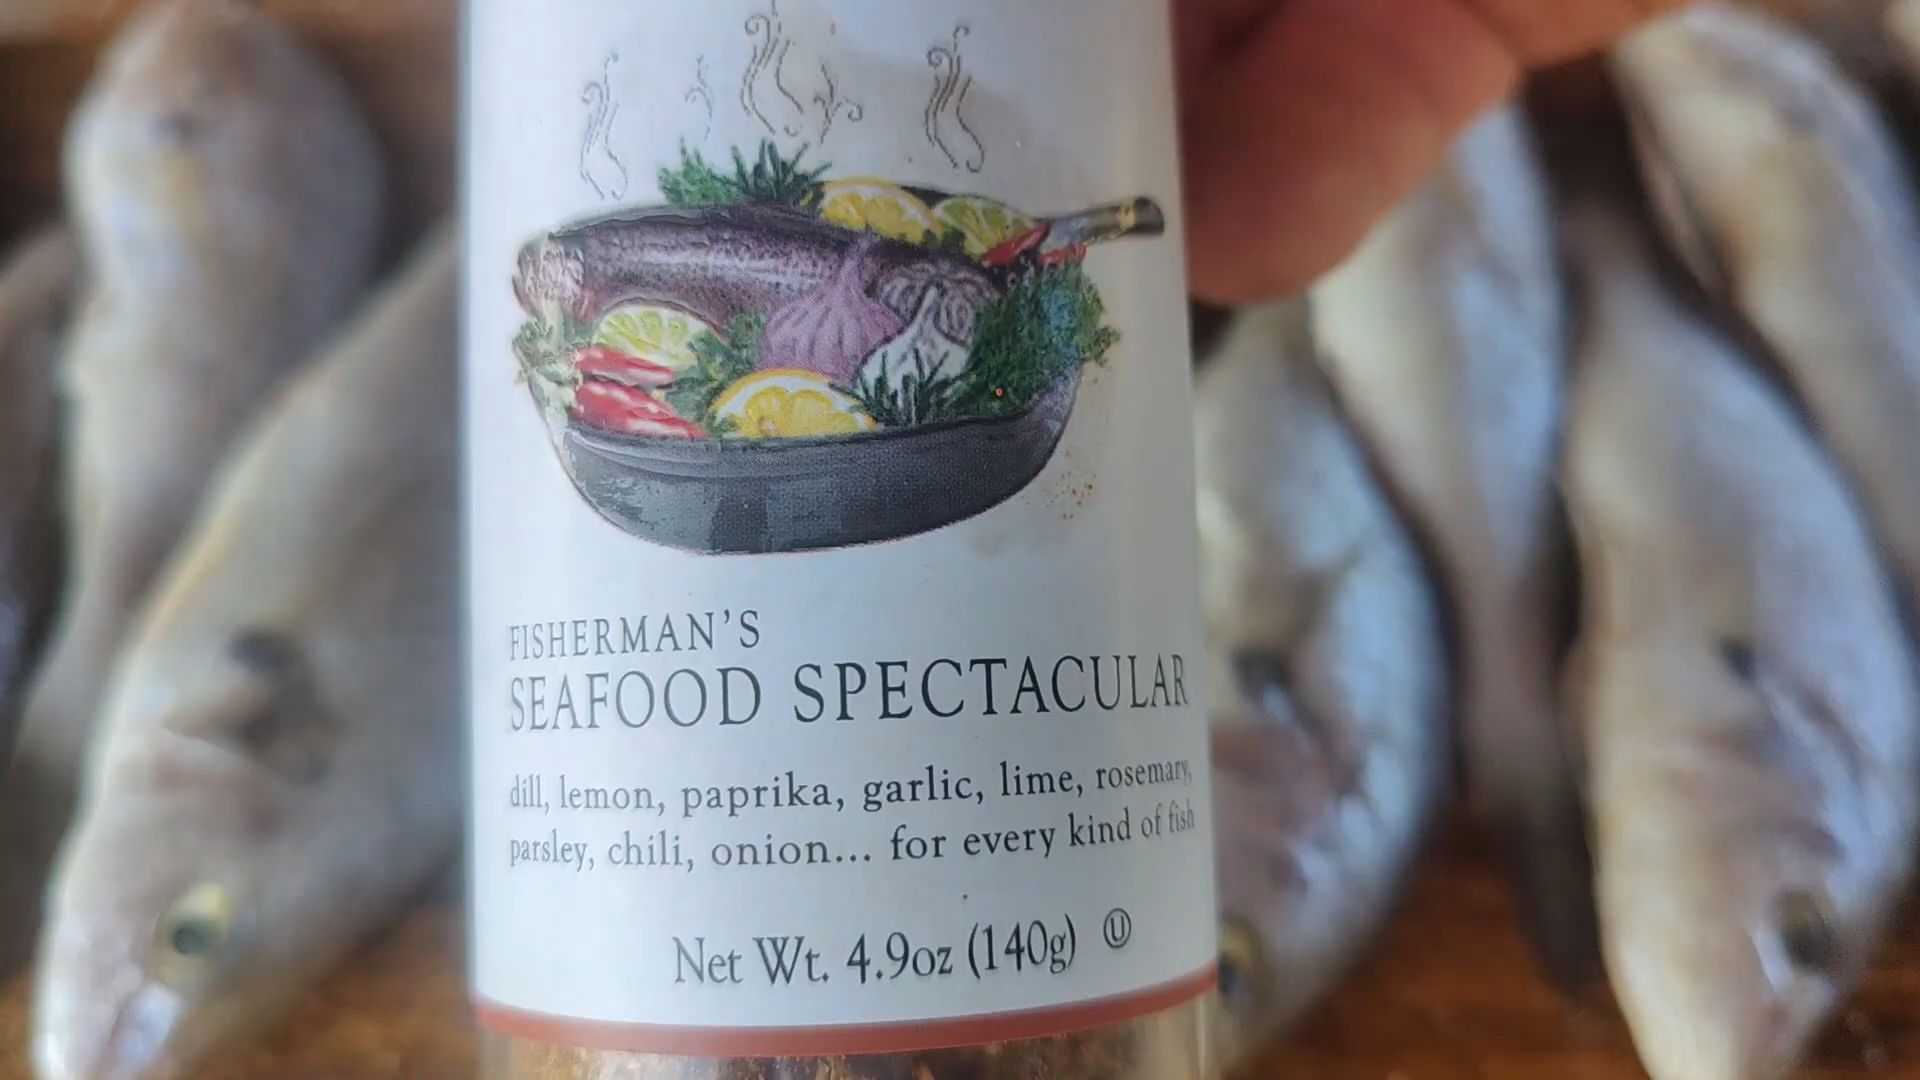 FISHERMAN'S
SEAFOOD SPECTACULAR
dill, lemon, paprika, garlic, lime, rosemary,
parsley, chili, onion... for every kind of fish
Net Wt. 4.9oz (140g) Ⓤ